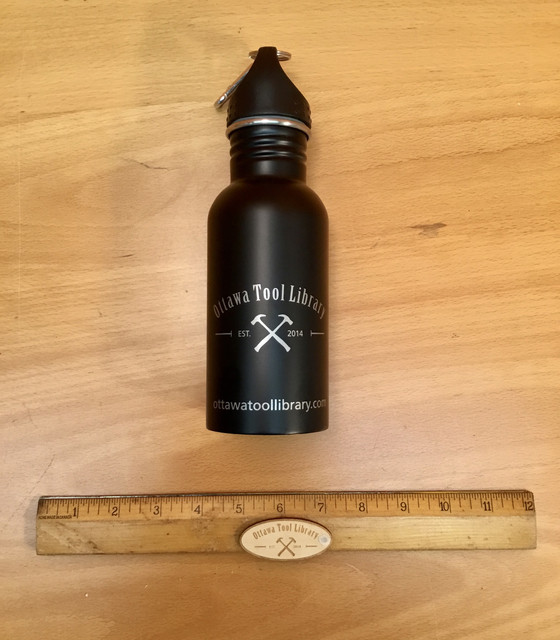 Ottawa Tool Library
EST. 2014
ottawatoollibrary.com
1 2 3 4 5 6 7 8 9 10 11 12
Ottawa Tool Library